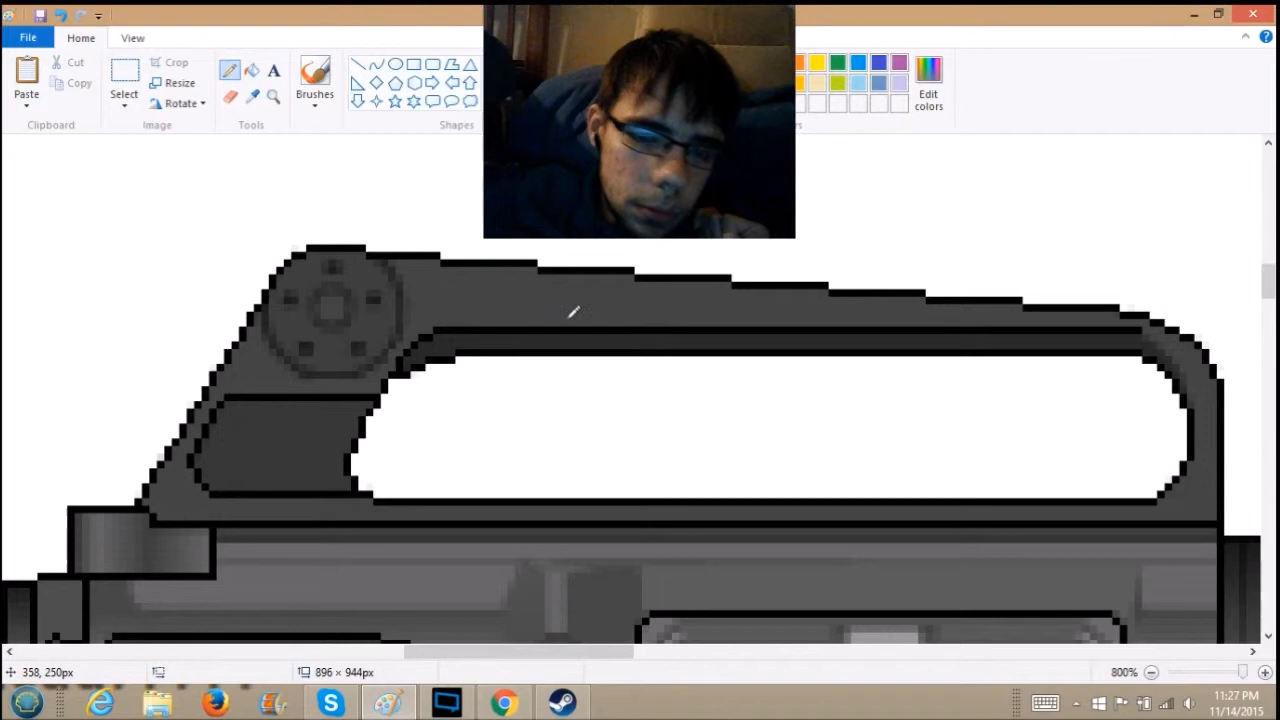 File Home View
Paste
Cut
Copy
Clipboard
Select
Crop
Resize
Rotate
Image
A
Tools
Brushes
Shapes
Edit
colors
358, 250px
896 × 944px
800%
11:27 PM
11/14/2015